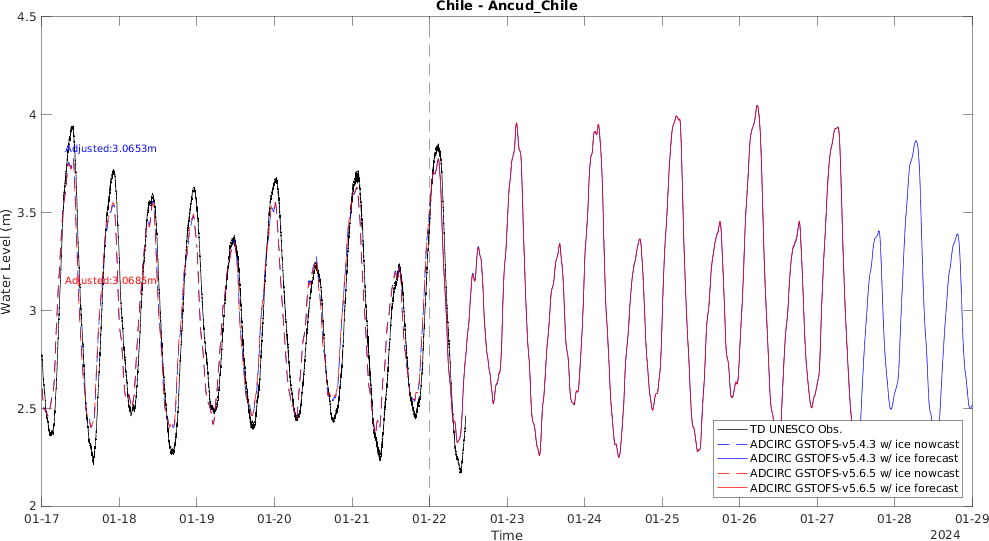 Chile - Ancud_Chile
4.5
4
3.5
3
2.5
2
Water Level (m)
Adjusted:3.0653m
Adjusted:3.0685m
TD UNESCO Obs.
ADCIRC GSTOFS-v5.4.3 w/ ice nowcast
ADCIRC GSTOFS-v5.4.3 w/ ice forecast
ADCIRC GSTOFS-v5.6.5 w/ ice nowcast
ADCIRC GSTOFS-v5.6.5 w/ ice forecast
01-17 01-18 01-19 01-20 01-21 01-22 01-23 01-24 01-25 01-26 01-27 01-28 01-29
Time
2024